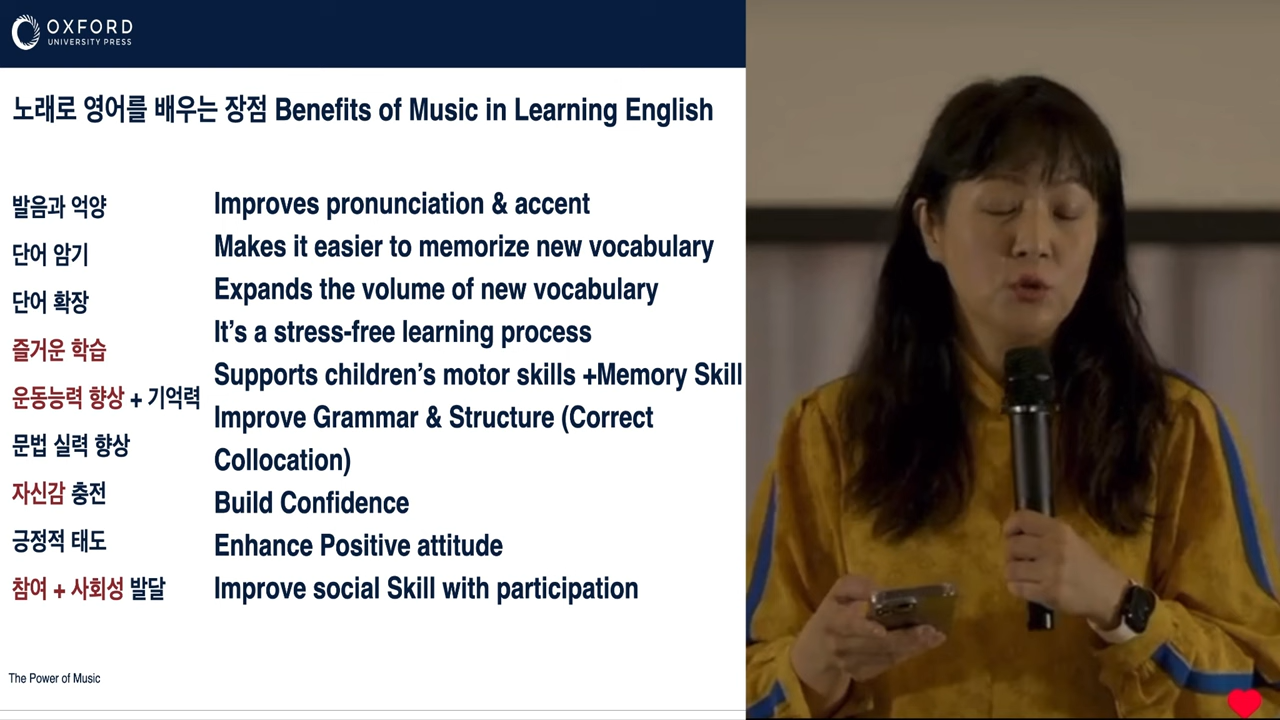 OXFORD
UNIVERSITY PRESS
노래로 영어를 배우는 장점 Benefits of Music in Learning English
발음과 억양
단어 암기
단어 확장
즐거운 학습
운동능력 향상 + 기억력
문법 실력 향상
자신감 충전
긍정적 태도
참여 + 사회성 발달
Improves pronunciation & accent
Makes it easier to memorize new vocabulary
Expands the volume of new vocabulary
It's a stress-free learning process
Supports children's motor skills +Memory Skill
Improve Grammar & Structure (Correct
Collocation)
Build Confidence
Enhance Positive attitude
Improve social Skill with participation
The Power of Music